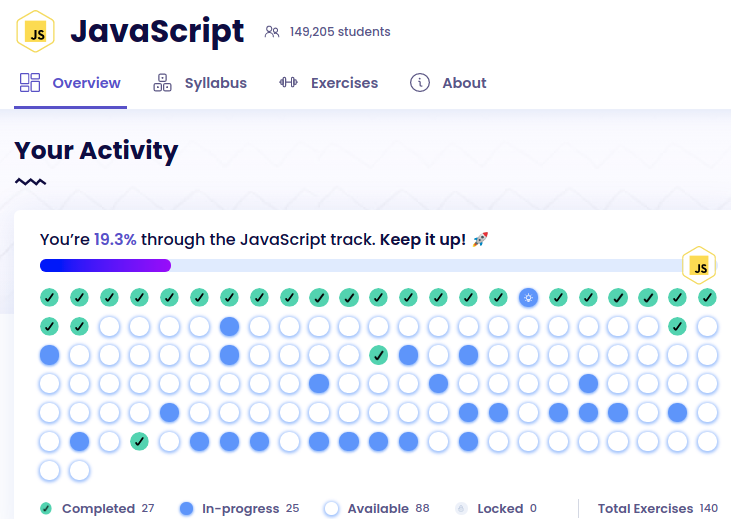 JS JavaScript 149,205 students
Overview Syllabus Exercises About
Your Activity
You're 19.3% through the JavaScript track. Keep it up! 🚀
JS
Completed 27 In-progress 25 Available 88 Locked 0 Total Exercises 140